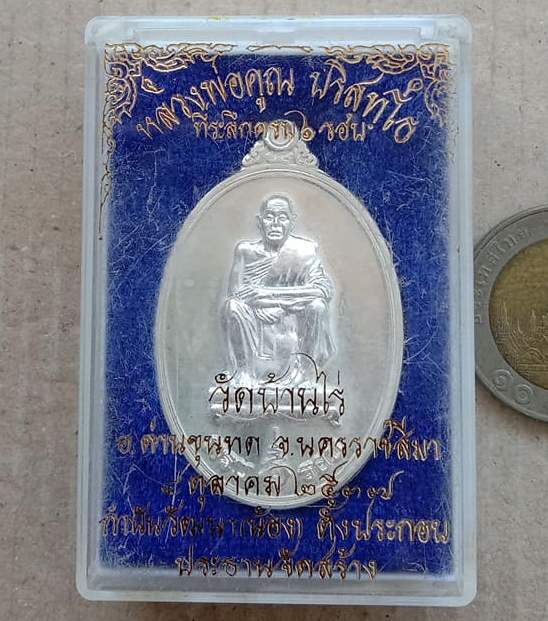 หลวงพ่อคูณ ปริสุทฺโธ
ที่ระลึกครบ ๖ รอบ
วัดบ้านไร่
อ.ด่านขุนทด จ.นครราชสีมา
๔ ตุลาคม ๒๕๓๗
กำนันวัฒนา(น้อง) ตั้งประกอบ
ประธานจัดสร้าง
๑๐